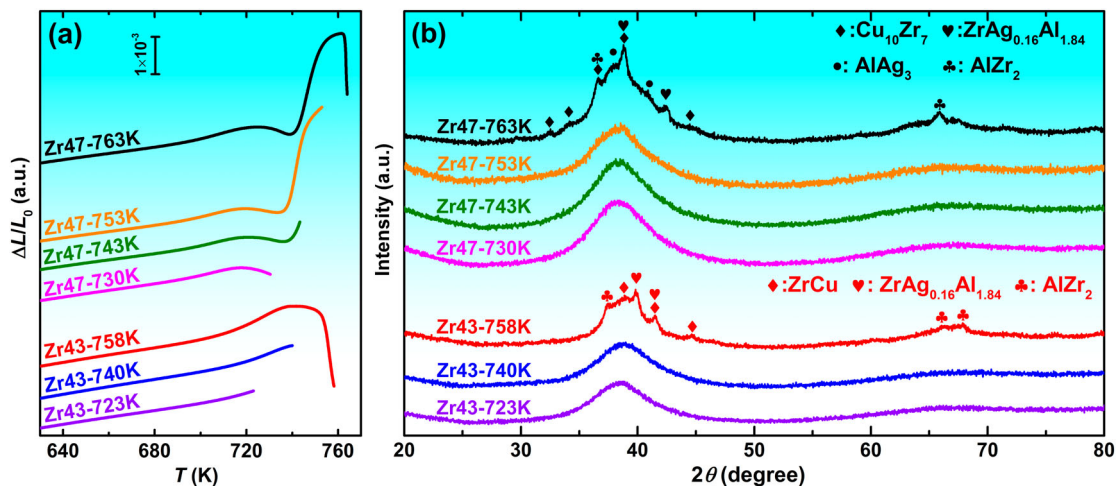 (a)
1×10⁻³
Zr47-763K
Zr47-753K
Zr47-743K
Zr47-730K
Zr43-758K
Zr43-740K
Zr43-723K
ΔL/L₀ (a.u.)
640 680 720 760
T (K)
(b)
♦:Cu₁₀Zr₇ ♥:ZrAg₀.₁₆Al₁.₈₄
●: AlAg₃ ♣: AlZr₂
Zr47-763K
Zr47-753K
Zr47-743K
Zr47-730K
♦:ZrCu ♥: ZrAg₀.₁₆Al₁.₈₄ ♣: AlZr₂
Zr43-758K
Zr43-740K
Zr43-723K
Intensity (a.u.)
20 30 40 50 60 70 80
2θ (degree)